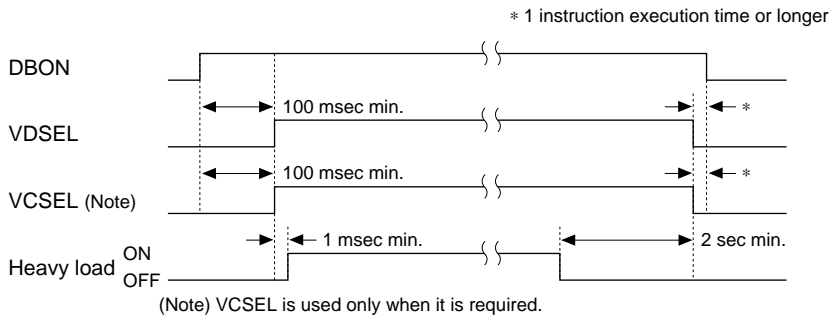 * 1 instruction execution time or longer
DBON
100 msec min.
*
VDSEL
100 msec min.
*
VCSEL (Note)
1 msec min.
2 sec min.
Heavy load ON
OFF
(Note) VCSEL is used only when it is required.